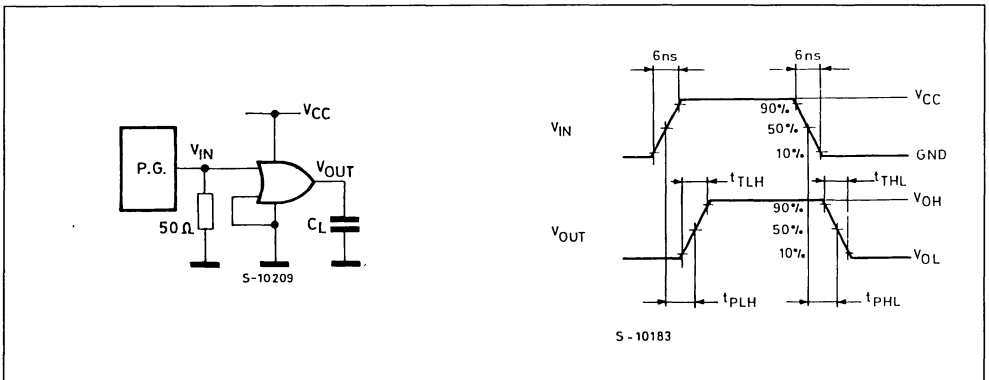 VCC
P.G.
VIN
VOUT
50 Ω
CL
S-10209
6ns
6ns
VIN
90%
50%
10%
VCC
GND
tTLH
tTHL
VOUT
90%
50%
10%
VOH
VOL
tPLH
tPHL
S-10183